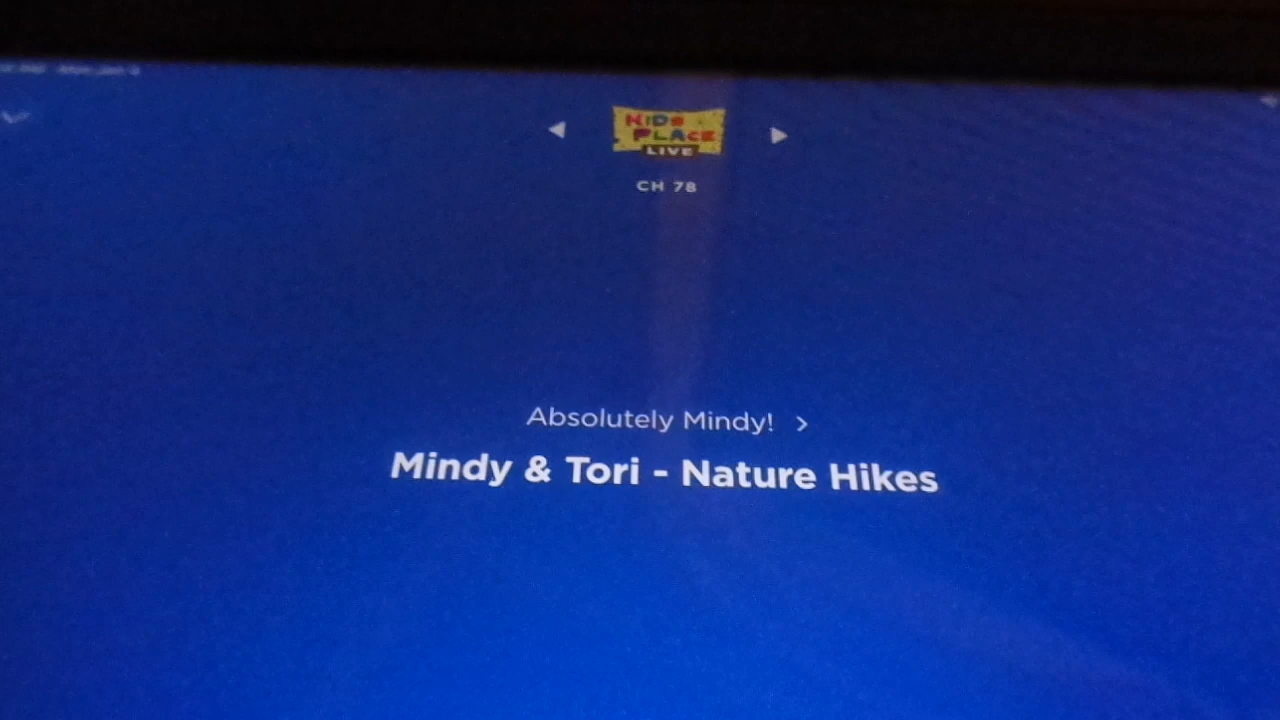 KIDS
PLACE
LIVE
CH 78
Absolutely Mindy! >
Mindy & Tori - Nature Hikes